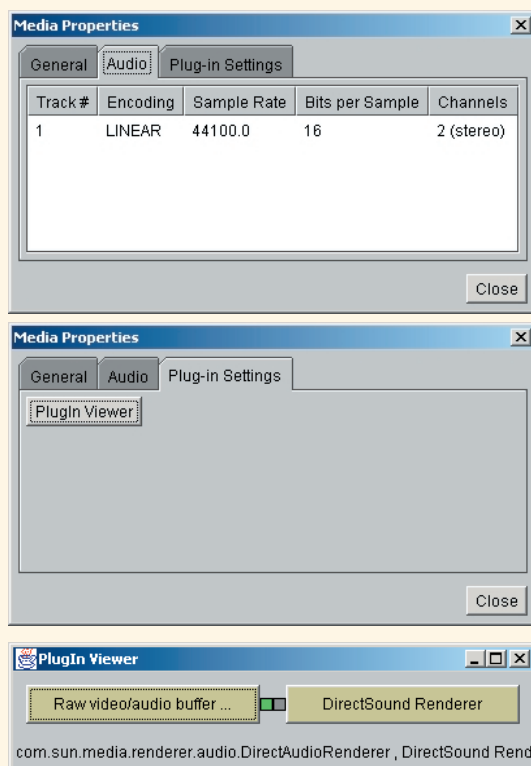 Media Properties
General Audio Plug-in Settings
Track# Encoding Sample Rate Bits per Sample Channels
1 LINEAR 44100.0 16 2 (stereo)
Close
Media Properties
General Audio Plug-in Settings
PlugIn Viewer
Close
PlugIn Viewer
Raw video/audio buffer ... DirectSound Renderer
com.sun.media.renderer.audio.DirectAudioRenderer , DirectSound Rend